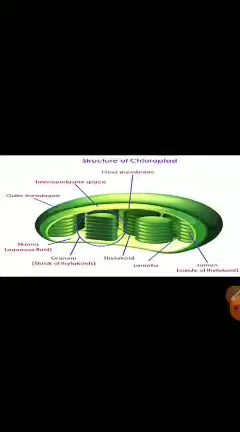 Structure of Chloroplast
Inner membrane
Intermembrane space
Outer membrane
Stroma
(aqueous fluid)
Granum
(Stack of thylakoids)
Thylakoid
Lamella
Lumen
(inside of thylakoid)